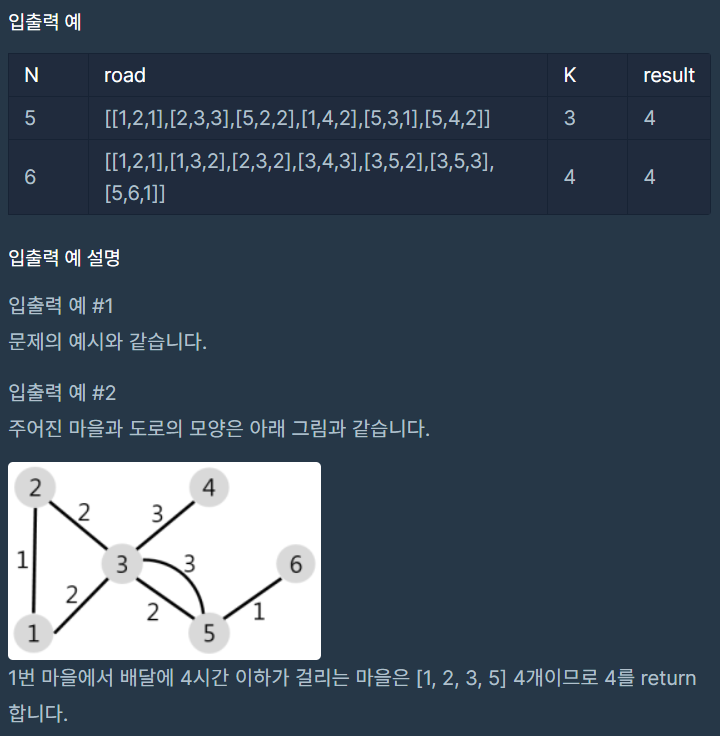 입출력 예
N road K result
5 [[1,2,1],[2,3,3],[5,2,2],[1,4,2],[5,3,1],[5,4,2]] 3 4
6 [[1,2,1],[1,3,2],[2,3,2],[3,4,3],[3,5,2],[3,5,3], 4 4
[5,6,1]]
입출력 예 설명
입출력 예 #1
문제의 예시와 같습니다.
입출력 예 #2
주어진 마을과 도로의 모양은 아래 그림과 같습니다.
2 4
2 3
1 3 3 6
2 2 1
1 5
1번 마을에서 배달에 4시간 이하가 걸리는 마을은 [1, 2, 3, 5] 4개이므로 4를 return
합니다.